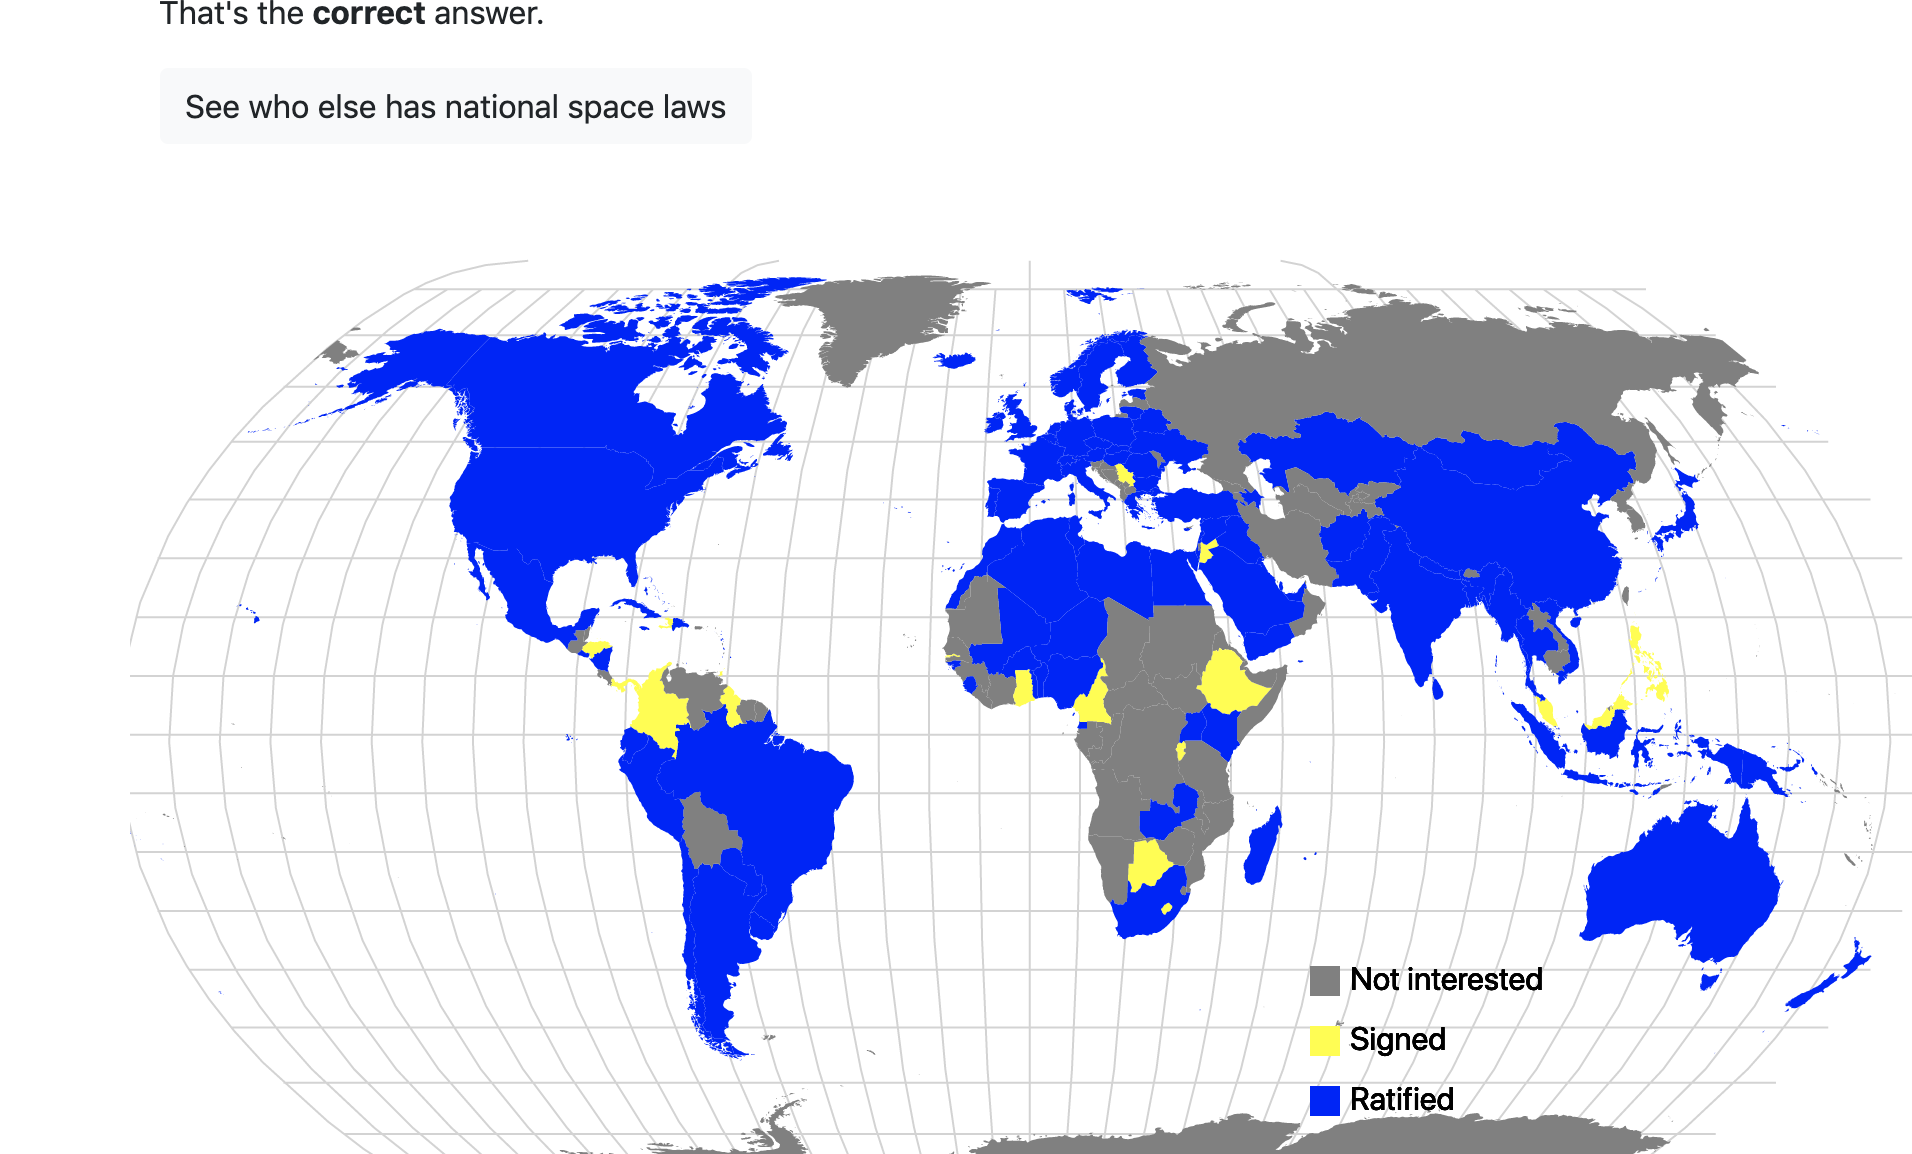 That's the correct answer.
See who else has national space laws
Not interested
Signed
Ratified